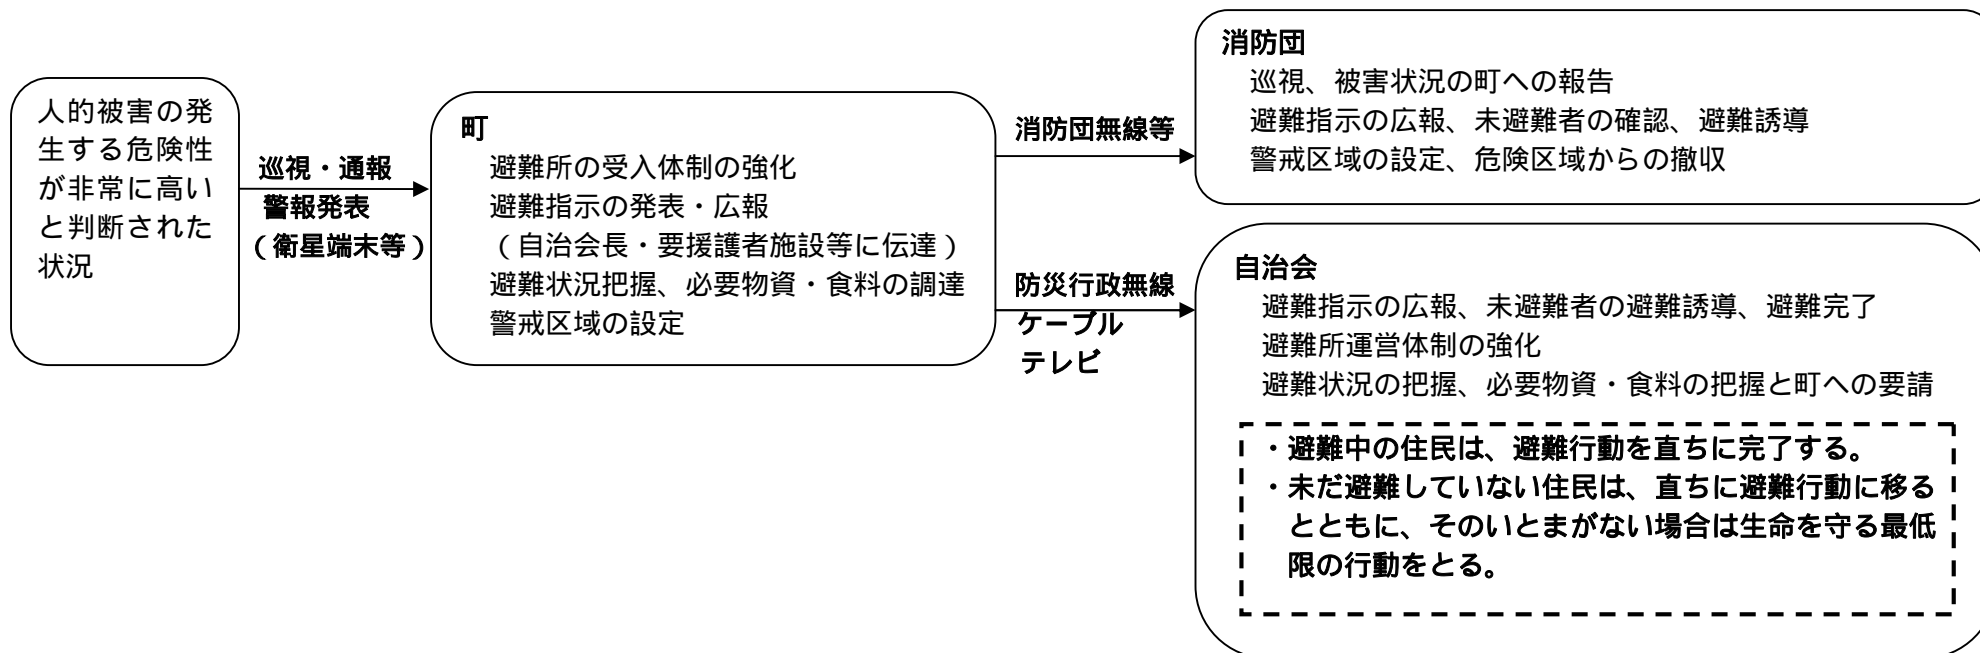 人的被害の発
生する危険性
が非常に高い
と判断された
状況
巡視・通報
警報発表
(衛星端末等)
町
避難所の受入体制の強化
避難指示の発表・広報
(自治会長・要援護者施設等に伝達)
避難状況把握、必要物資・食料の調達
警戒区域の設定
消防団無線等
防災行政無線
ケーブル
テレビ
消防団
巡視、被害状況の町への報告
避難指示の広報、未避難者の確認、避難誘導
警戒区域の設定、危険区域からの撤収
自治会
避難指示の広報、未避難者の避難誘導、避難完了
避難所運営体制の強化
避難状況の把握、必要物資・食料の把握と町への要請
・避難中の住民は、避難行動を直ちに完了する。
・未だ避難していない住民は、直ちに避難行動に移る
とともに、そのいとまがない場合は生命を守る最低
限の行動をとる。